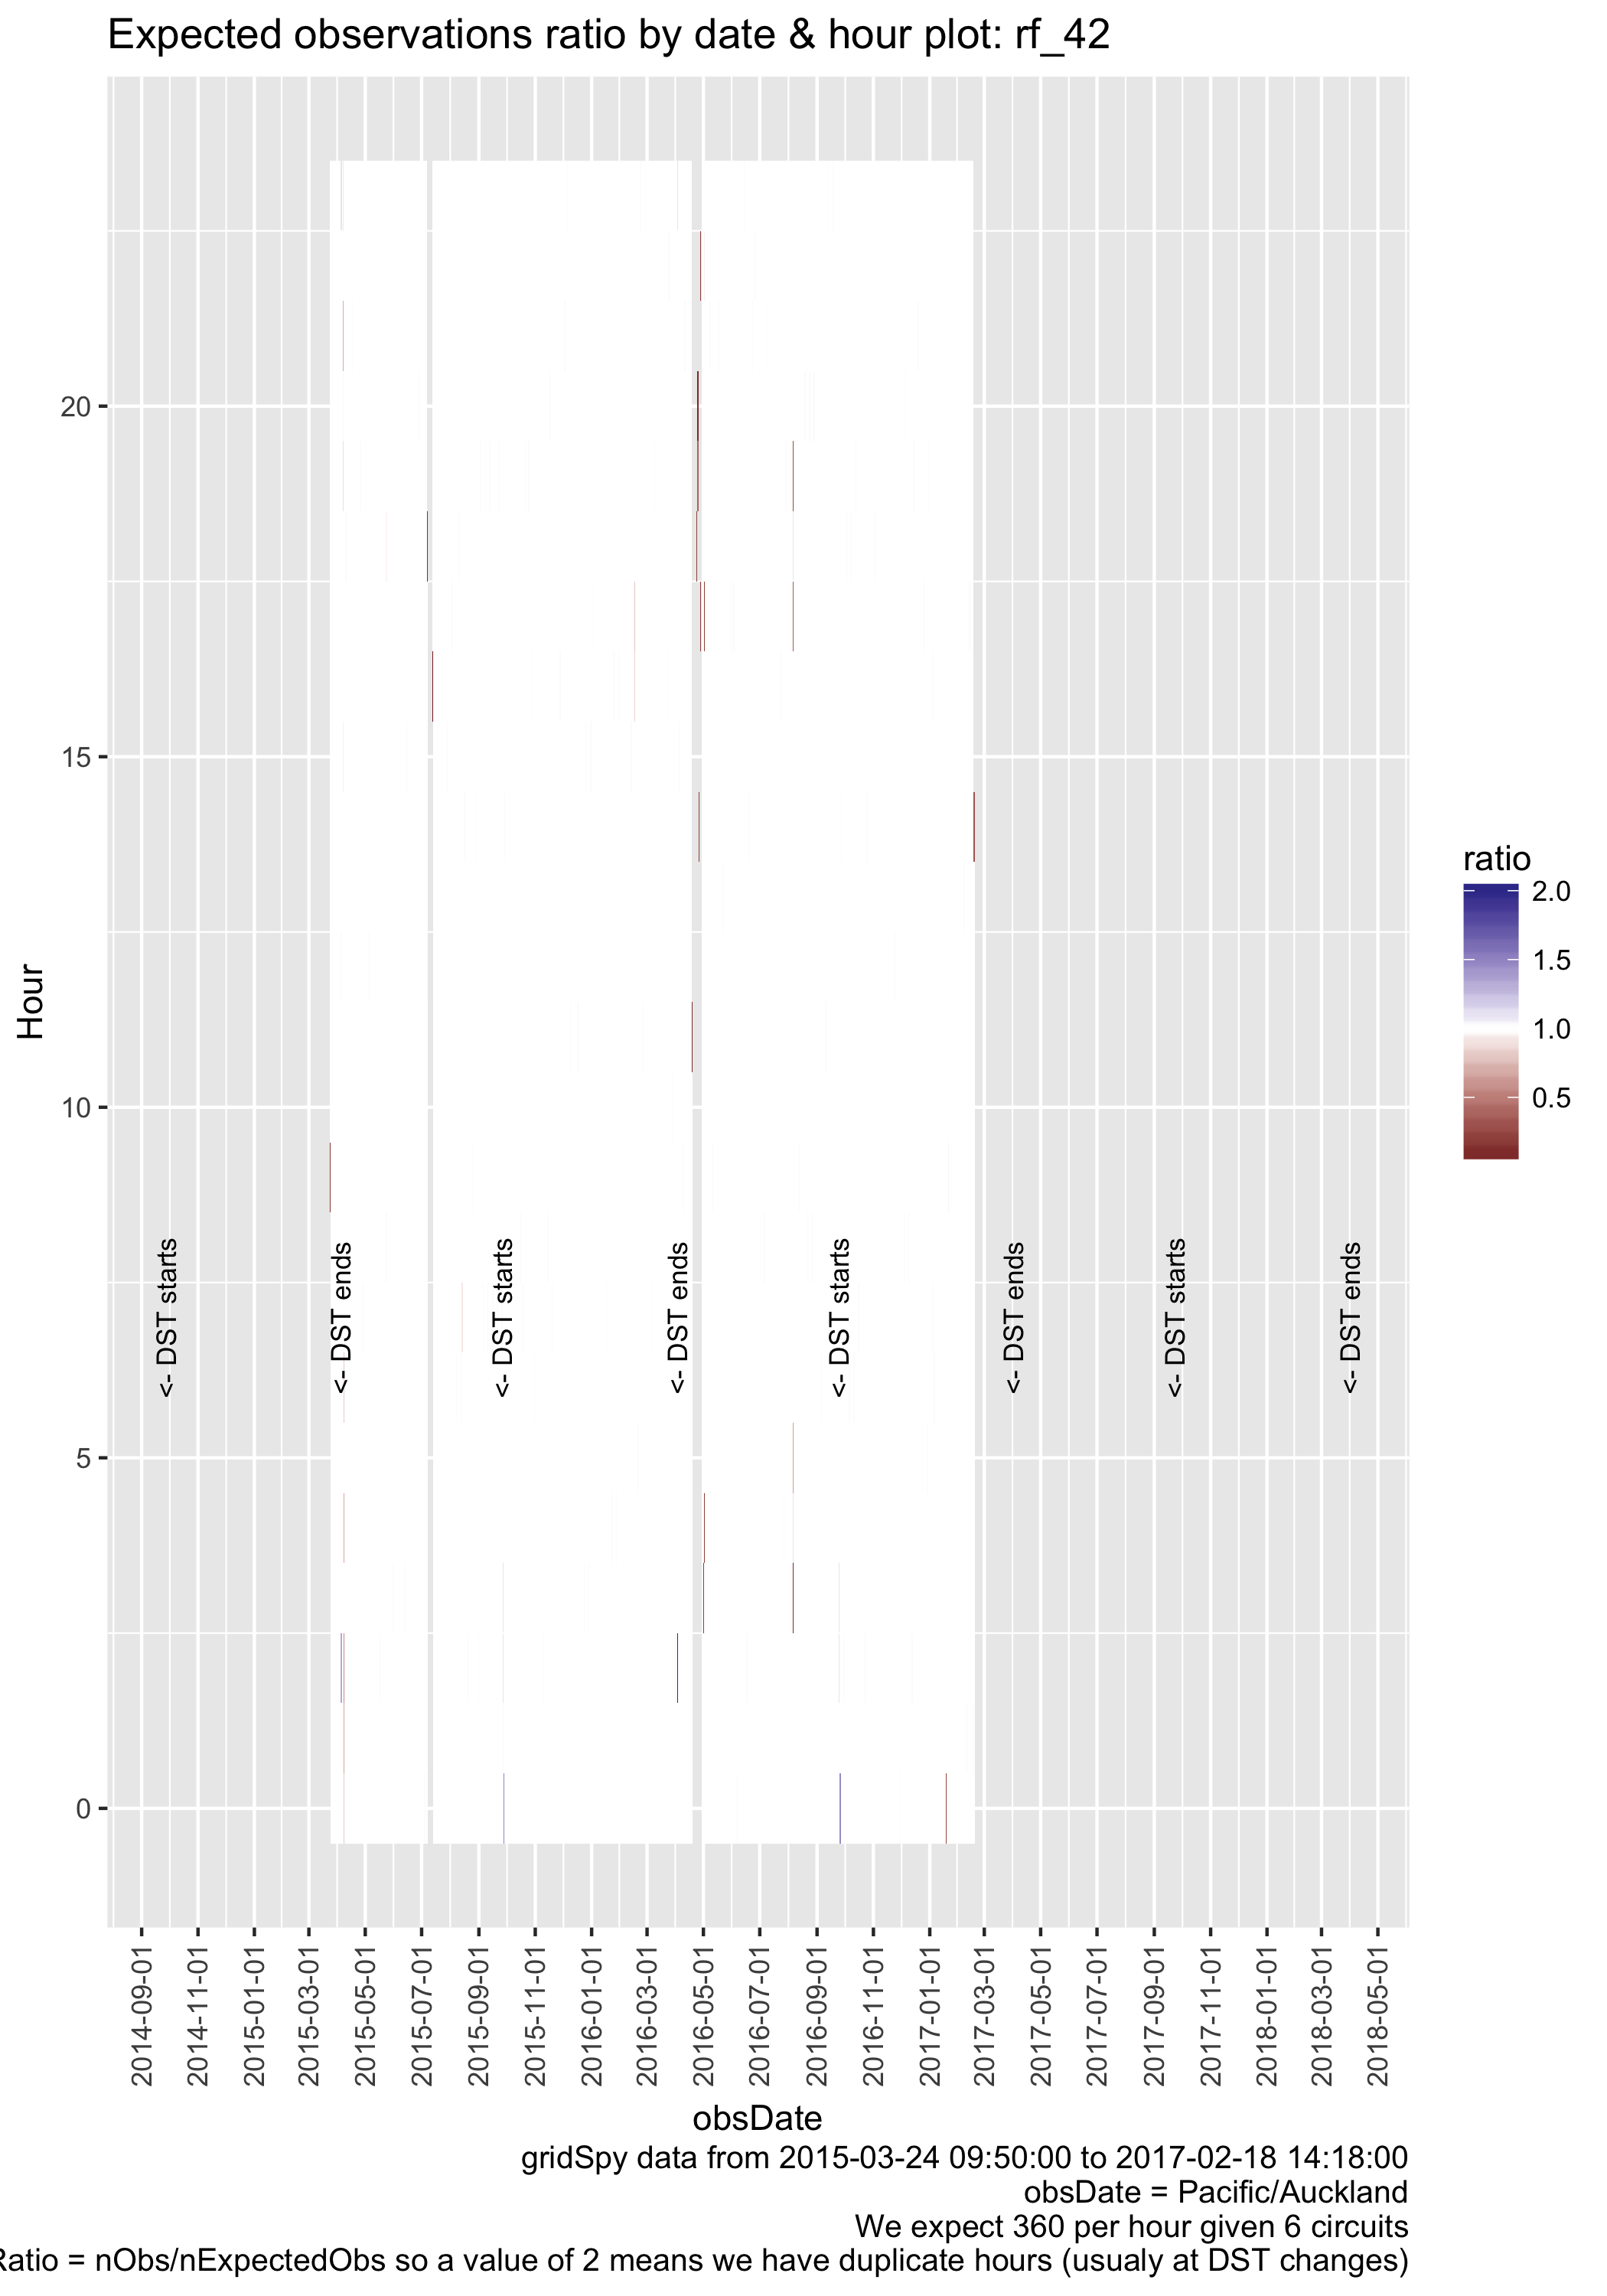 Expected observations ratio by date & hour plot: rf_42
20
15
10
5
0
Hour
<- DST starts
<- DST ends
<- DST starts
<- DST ends
<- DST starts
<- DST ends
<- DST starts
<- DST ends
ratio
2.0
1.5
1.0
0.5
2014-09-01
2014-11-01
2015-01-01
2015-03-01
2015-05-01
2015-07-01
2015-09-01
2015-11-01
2016-01-01
2016-03-01
2016-05-01
2016-07-01
2016-09-01
2016-11-01
2017-01-01
2017-03-01
2017-05-01
2017-07-01
2017-09-01
2017-11-01
2018-01-01
2018-03-01
2018-05-01
obsDate
gridSpy data from 2015-03-24 09:50:00 to 2017-02-18 14:18:00
obsDate = Pacific/Auckland
We expect 360 per hour given 6 circuits
Ratio = nObs/nExpectedObs so a value of 2 means we have duplicate hours (usualy at DST changes)